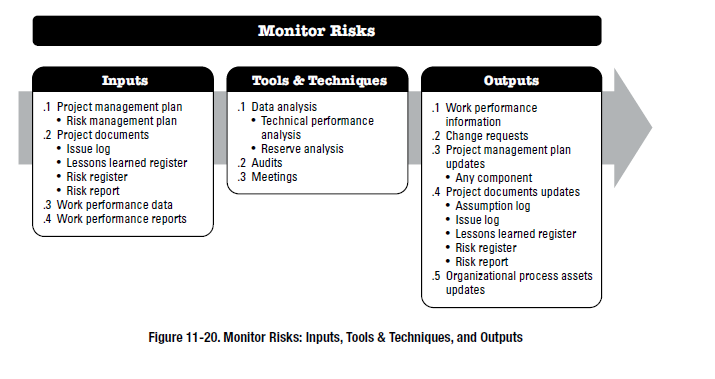 Monitor Risks
Inputs
.1 Project management plan
• Risk management plan
.2 Project documents
• Issue log
• Lessons learned register
• Risk register
• Risk report
.3 Work performance data
.4 Work performance reports
Tools & Techniques
.1 Data analysis
• Technical performance
analysis
• Reserve analysis
.2 Audits
.3 Meetings
Outputs
.1 Work performance
information
.2 Change requests
.3 Project management plan
updates
• Any component
.4 Project documents updates
• Assumption log
• Issue log
• Lessons learned register
• Risk register
• Risk report
.5 Organizational process assets
updates
Figure 11-20. Monitor Risks: Inputs, Tools & Techniques, and Outputs